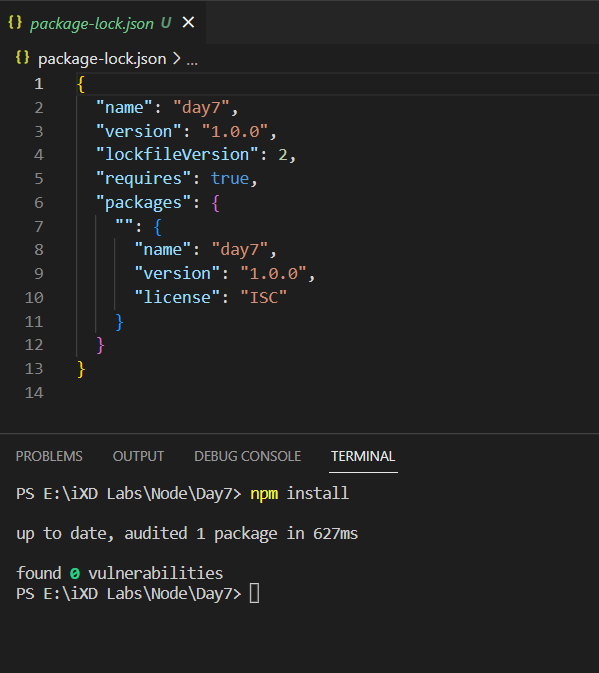 {} package-lock.json U ×
{} package-lock.json > ...
1 {
2 "name": "day7",
3 "version": "1.0.0",
4 "lockfileVersion": 2,
5 "requires": true,
6 "packages": {
7 "": {
8 "name": "day7",
9 "version": "1.0.0",
10 "license": "ISC"
11 }
12 }
13 }
14
PROBLEMS OUTPUT DEBUG CONSOLE TERMINAL
PS E:\iXD Labs\Node\Day7> npm install
up to date, audited 1 package in 627ms
found 0 vulnerabilities
PS E:\iXD Labs\Node\Day7>